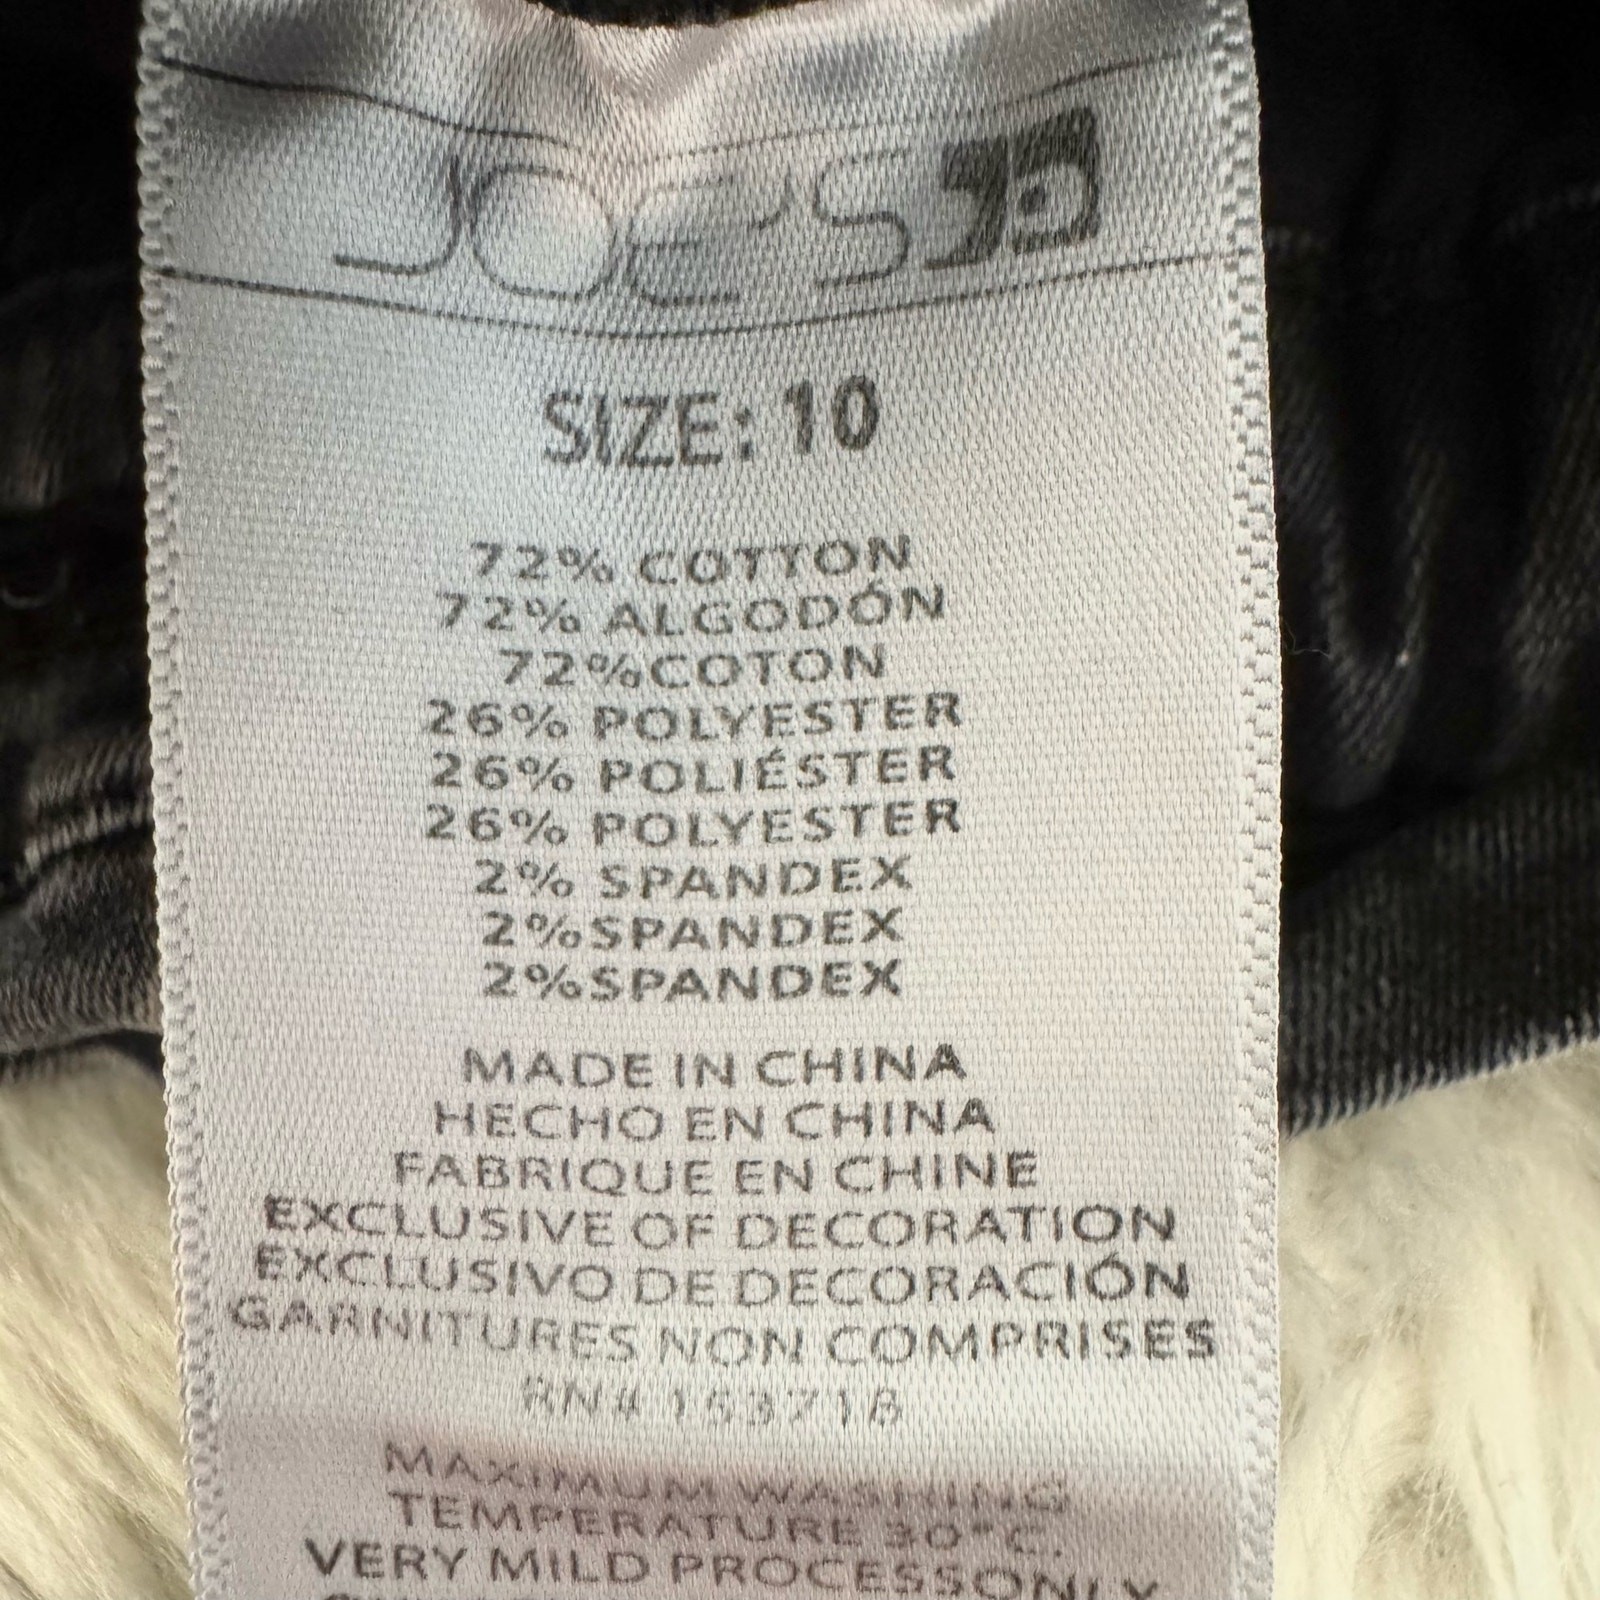 Joe's
SIZE: 10
72% COTTON
72% ALGODÓN
72%COTON
26% POLYESTER
26% POLIÉSTER
26% POLYESTER
2% SPANDEX
2%SPANDEX
2%SPANDEX
MADE IN CHINA
HECHO EN CHINA
FABRIQUE EN CHINE
EXCLUSIVE OF DECORATION
EXCLUSIVO DE DECORACIÓN
GARNITURES NON COMPRISES
RN# 163718
MAXIMUM WASHING
TEMPERATURE 30°C.
VERY MILD PROCESSONLY